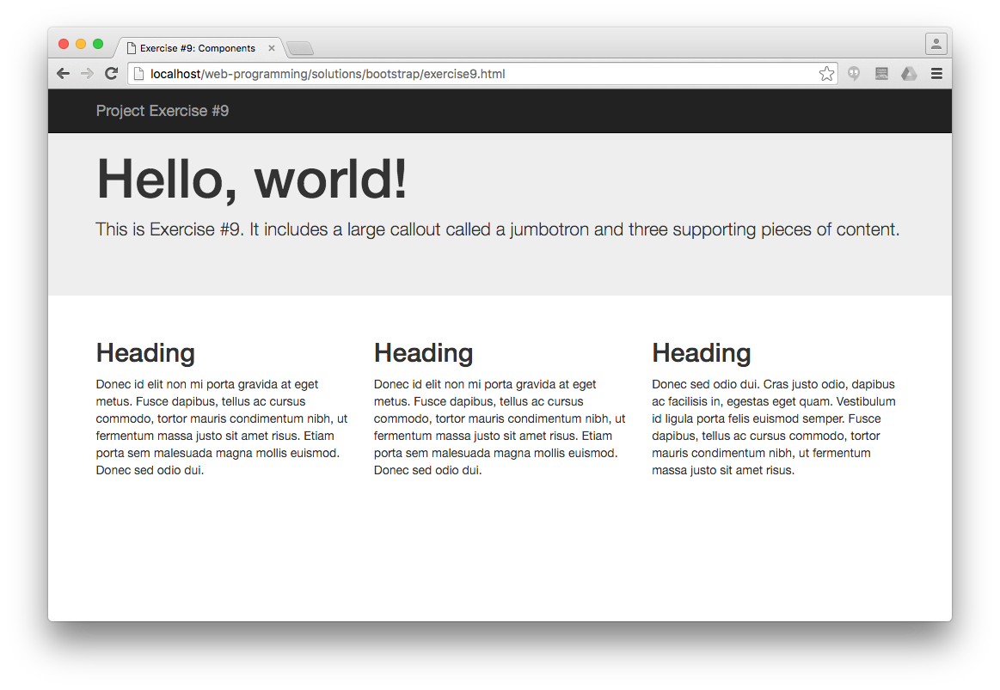 Exercise #9: Components
localhost/web-programming/solutions/bootstrap/exercise9.html
Project Exercise #9
Hello, world!
This is Exercise #9. It includes a large callout called a jumbotron and three supporting pieces of content.
Heading
Donec id elit non mi porta gravida at eget
metus. Fusce dapibus, tellus ac cursus
commodo, tortor mauris condimentum nibh, ut
fermentum massa justo sit amet risus. Etiam
porta sem malesuada magna mollis euismod.
Donec sed odio dui.
Heading
Donec id elit non mi porta gravida at eget
metus. Fusce dapibus, tellus ac cursus
commodo, tortor mauris condimentum nibh, ut
fermentum massa justo sit amet risus. Etiam
porta sem malesuada magna mollis euismod.
Donec sed odio dui.
Heading
Donec sed odio dui. Cras justo odio, dapibus
ac facilisis in, egestas eget quam. Vestibulum
id ligula porta felis euismod semper. Fusce
dapibus, tellus ac cursus commodo, tortor
mauris condimentum nibh, ut fermentum
massa justo sit amet risus.